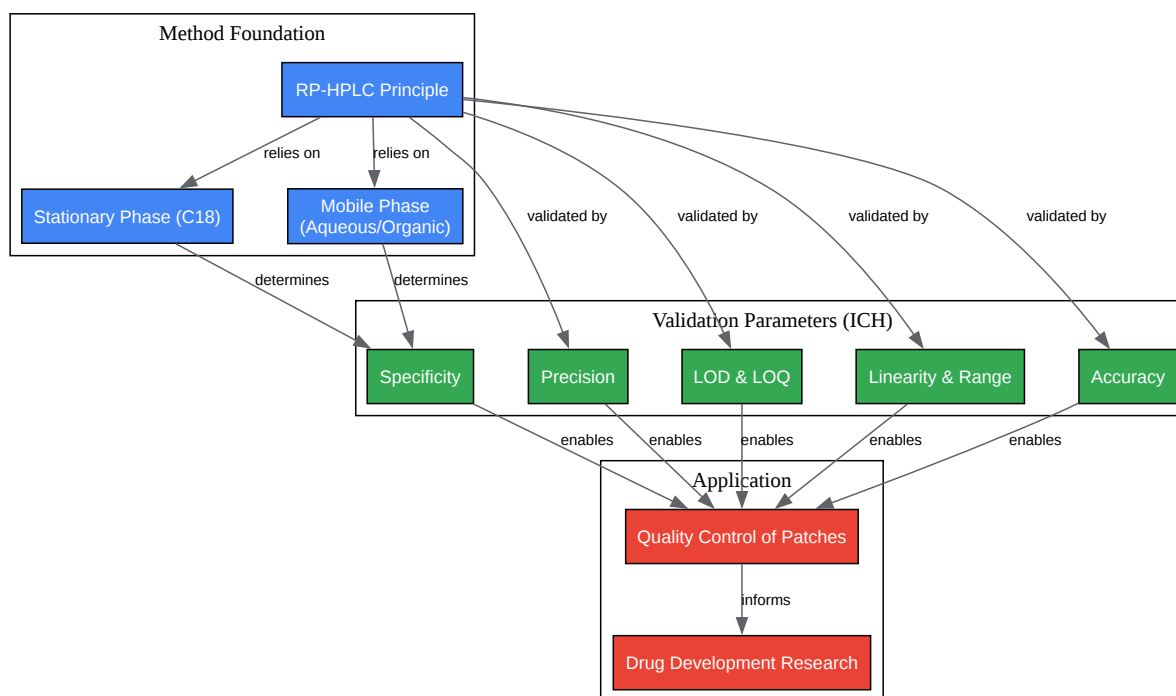 Method Foundation
RP-HPLC Principle
relies on
relies on
Stationary Phase (C18)
Mobile Phase
(Aqueous/Organic)
validated by
validated by
validated by
validated by
determines
determines
Validation Parameters (ICH)
Specificity
Precision
LOD & LOQ
Linearity & Range
Accuracy
enables
enables
enables
enables
enables
Application
Quality Control of Patches
informs
Drug Development Research